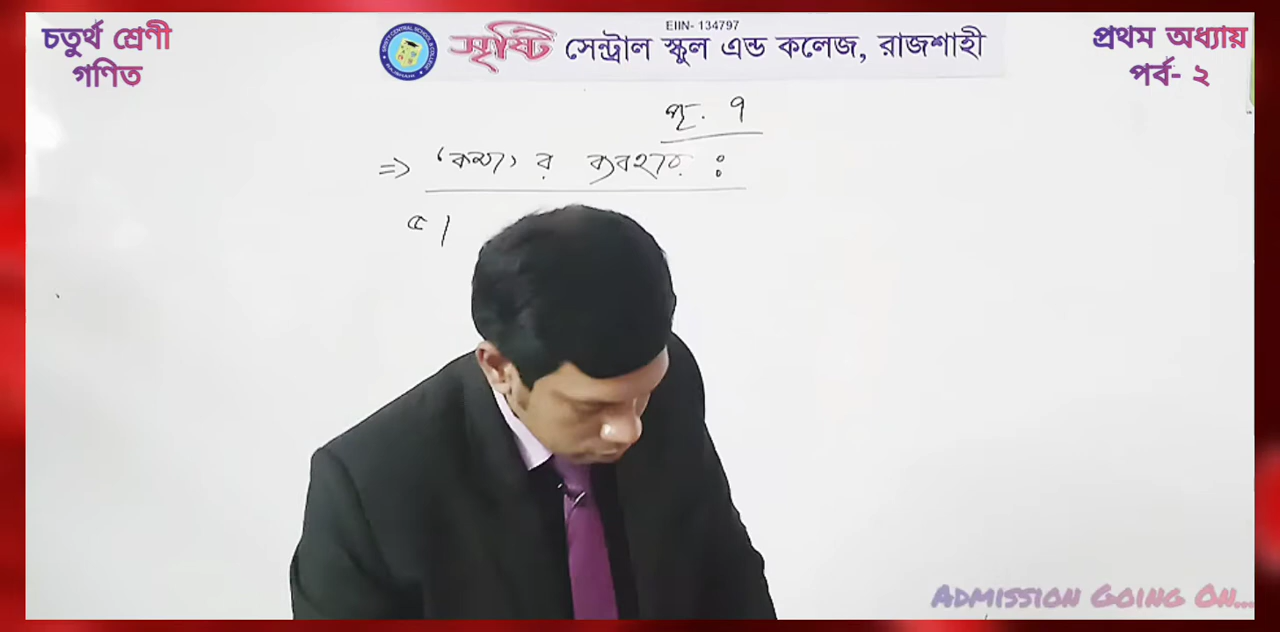 চতুর্থ শ্রেণী
গণিত
EIIN- 134797
সৃষ্টি সেন্ট্রাল স্কুল এন্ড কলেজ, রাজশাহী
প্রথম অধ্যায়
পর্ব- ২
পৃ. ৭
=> 'কমা' র ব্যবহার :
৫।
ADMISSION GOING ON...